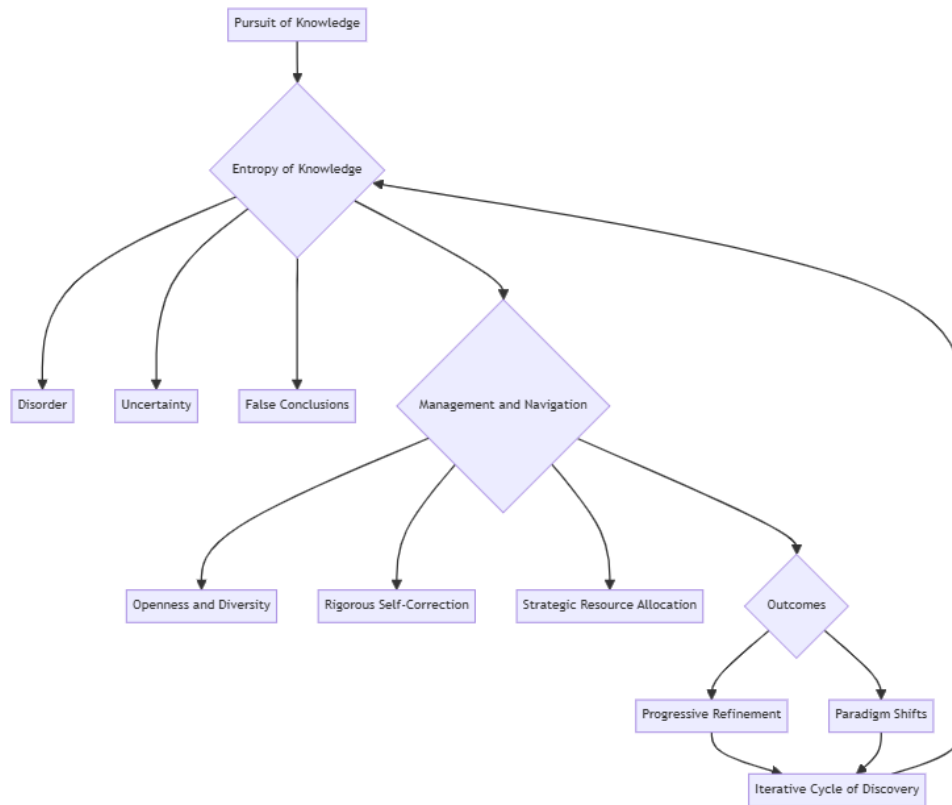 Pursuit of Knowledge
Entropy of Knowledge
Disorder
Uncertainty
False Conclusions
Management and Navigation
Openness and Diversity
Rigorous Self-Correction
Strategic Resource Allocation
Outcomes
Progressive Refinement
Paradigm Shifts
Iterative Cycle of Discovery